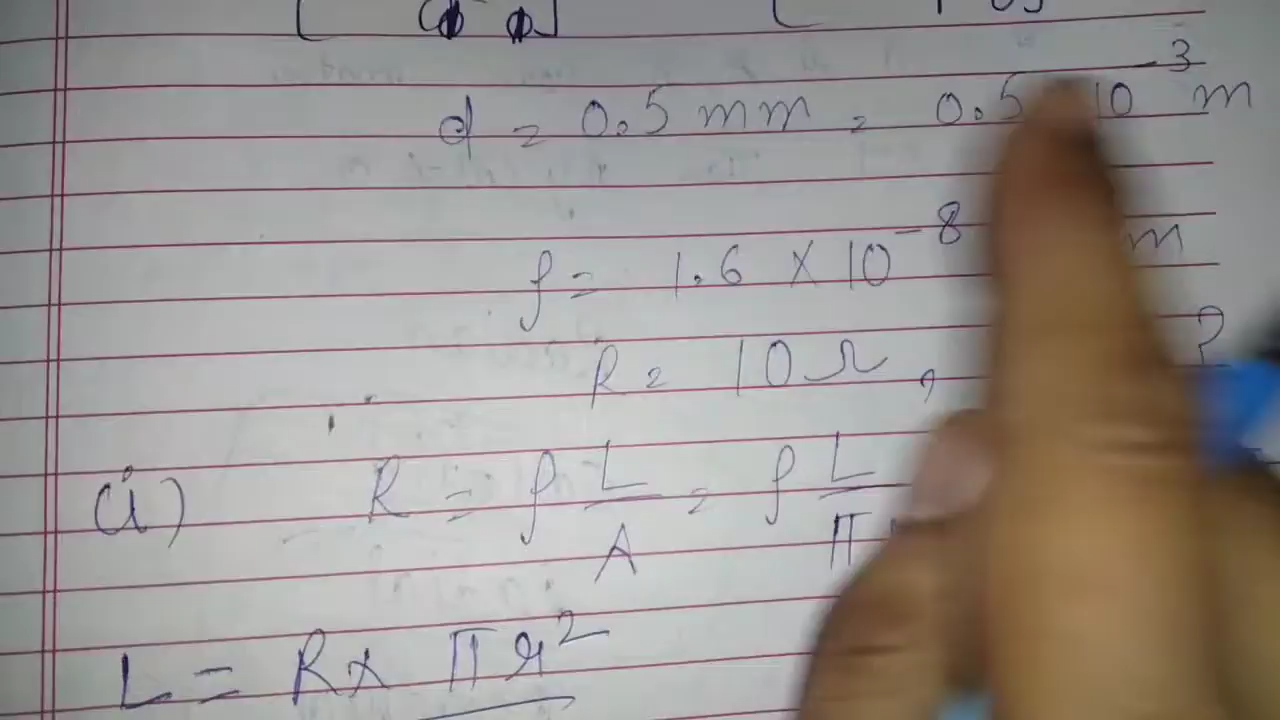 d = 0.5 mm = 0.5 10⁻³ m
ρ = 1.6 × 10⁻⁸ m
R = 10 Ω, ?
(i) R = ρ L/A = ρ L/π
L = R × πr²